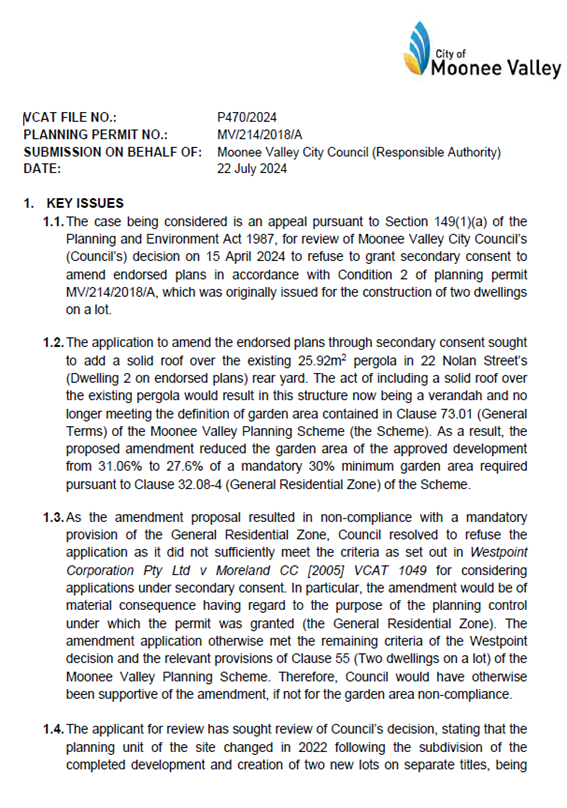 City of
Moonee Valley
VCAT FILE NO.: P470/2024
PLANNING PERMIT NO.: MV/214/2018/A
SUBMISSION ON BEHALF OF: Moonee Valley City Council (Responsible Authority)
DATE: 22 July 2024
1. KEY ISSUES
1.1. The case being considered is an appeal pursuant to Section 149(1)(a) of the
Planning and Environment Act 1987, for review of Moonee Valley City Council's
(Council's) decision on 15 April 2024 to refuse to grant secondary consent to
amend endorsed plans in accordance with Condition 2 of planning permit
MV/214/2018/A, which was originally issued for the construction of two dwellings
on a lot.
1.2. The application to amend the endorsed plans through secondary consent sought
to add a solid roof over the existing 25.92m² pergola in 22 Nolan Street's
(Dwelling 2 on endorsed plans) rear yard. The act of including a solid roof over
the existing pergola would result in this structure now being a verandah and no
longer meeting the definition of garden area contained in Clause 73.01 (General
Terms) of the Moonee Valley Planning Scheme (the Scheme). As a result, the
proposed amendment reduced the garden area of the approved development
from 31.06% to 27.6% of a mandatory 30% minimum garden area required
pursuant to Clause 32.08-4 (General Residential Zone) of the Scheme.
1.3. As the amendment proposal resulted in non-compliance with a mandatory
provision of the General Residential Zone, Council resolved to refuse the
application as it did not sufficiently meet the criteria as set out in Westpoint
Corporation Pty Ltd v Moreland CC [2005] VCAT 1049 for considering
applications under secondary consent. In particular, the amendment would be of
material consequence having regard to the purpose of the planning control
under which the permit was granted (the General Residential Zone). The
amendment application otherwise met the remaining criteria of the Westpoint
decision and the relevant provisions of Clause 55 (Two dwellings on a lot) of the
Moonee Valley Planning Scheme. Therefore, Council would have otherwise
been supportive of the amendment, if not for the garden area non-compliance.
1.4. The applicant for review has sought review of Council's decision, stating that the
planning unit of the site changed in 2022 following the subdivision of the
completed development and creation of two new lots on separate titles, being